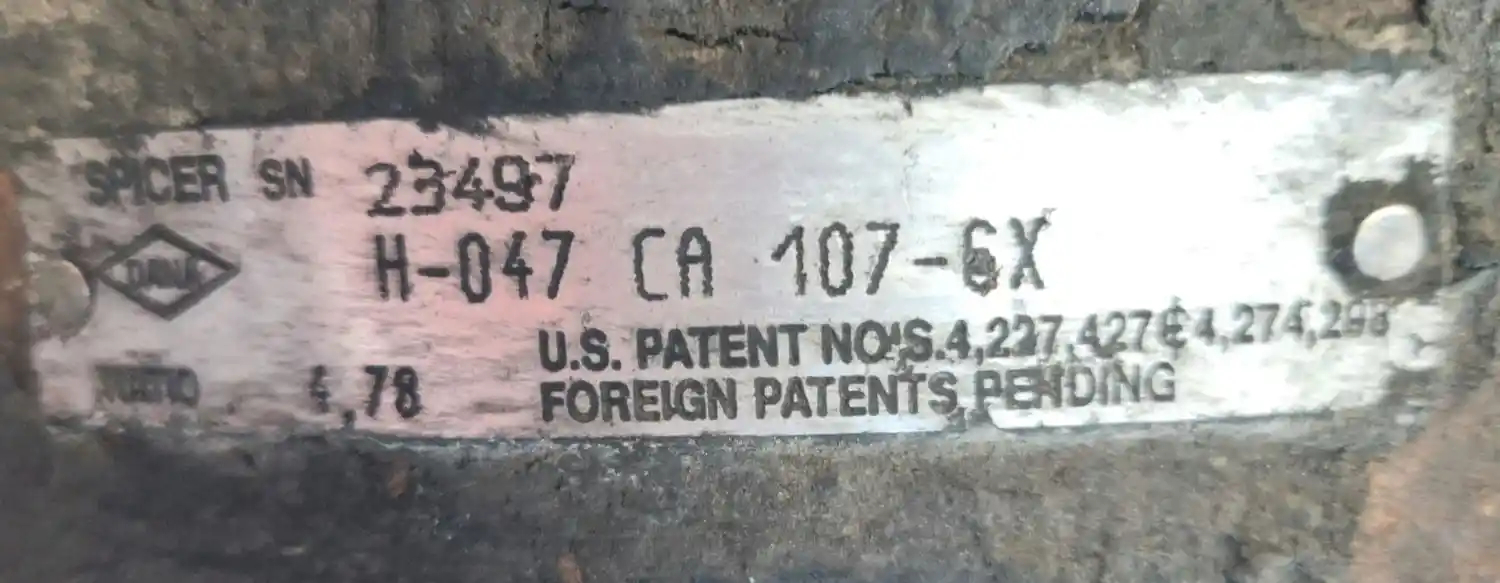 SPICER SN 23497
DANA H-047 CA 107-6X
U.S. PATENT NO'S. 4,227,427 & 4,274,298
RATIO 4,78 FOREIGN PATENTS PENDING